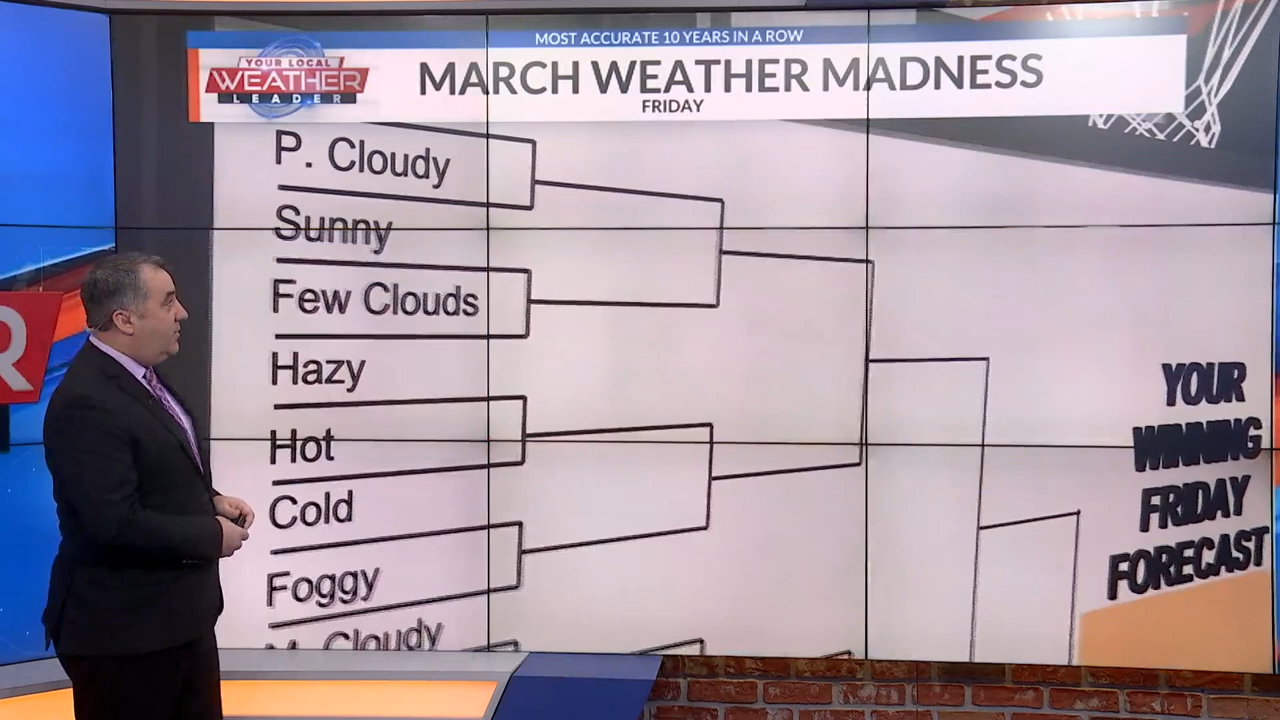 MOST ACCURATE 10 YEARS IN A ROW
YOUR LOCAL
WEATHER
LEADER
MARCH WEATHER MADNESS
FRIDAY
P. Cloudy
Sunny
Few Clouds
Hazy
Hot
Cold
Foggy
M. Cloudy
YOUR
WINNING
FRIDAY
FORECAST
R